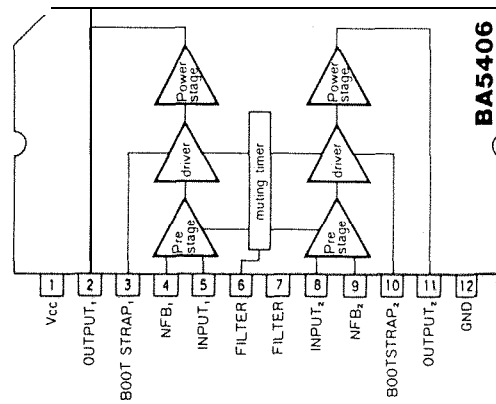 BA5406
Power stage
Power stage
driver
driver
muting timer
Pre stage
Pre stage
1 2 3 4 5 6 7 8 9 10 11 12
Vcc
OUTPUT₁
BOOT STRAP₁
NFB₁
INPUT₁
FILTER
FILTER
INPUT₂
NFB₂
BOOTSTRAP₂
OUTPUT₂
GND